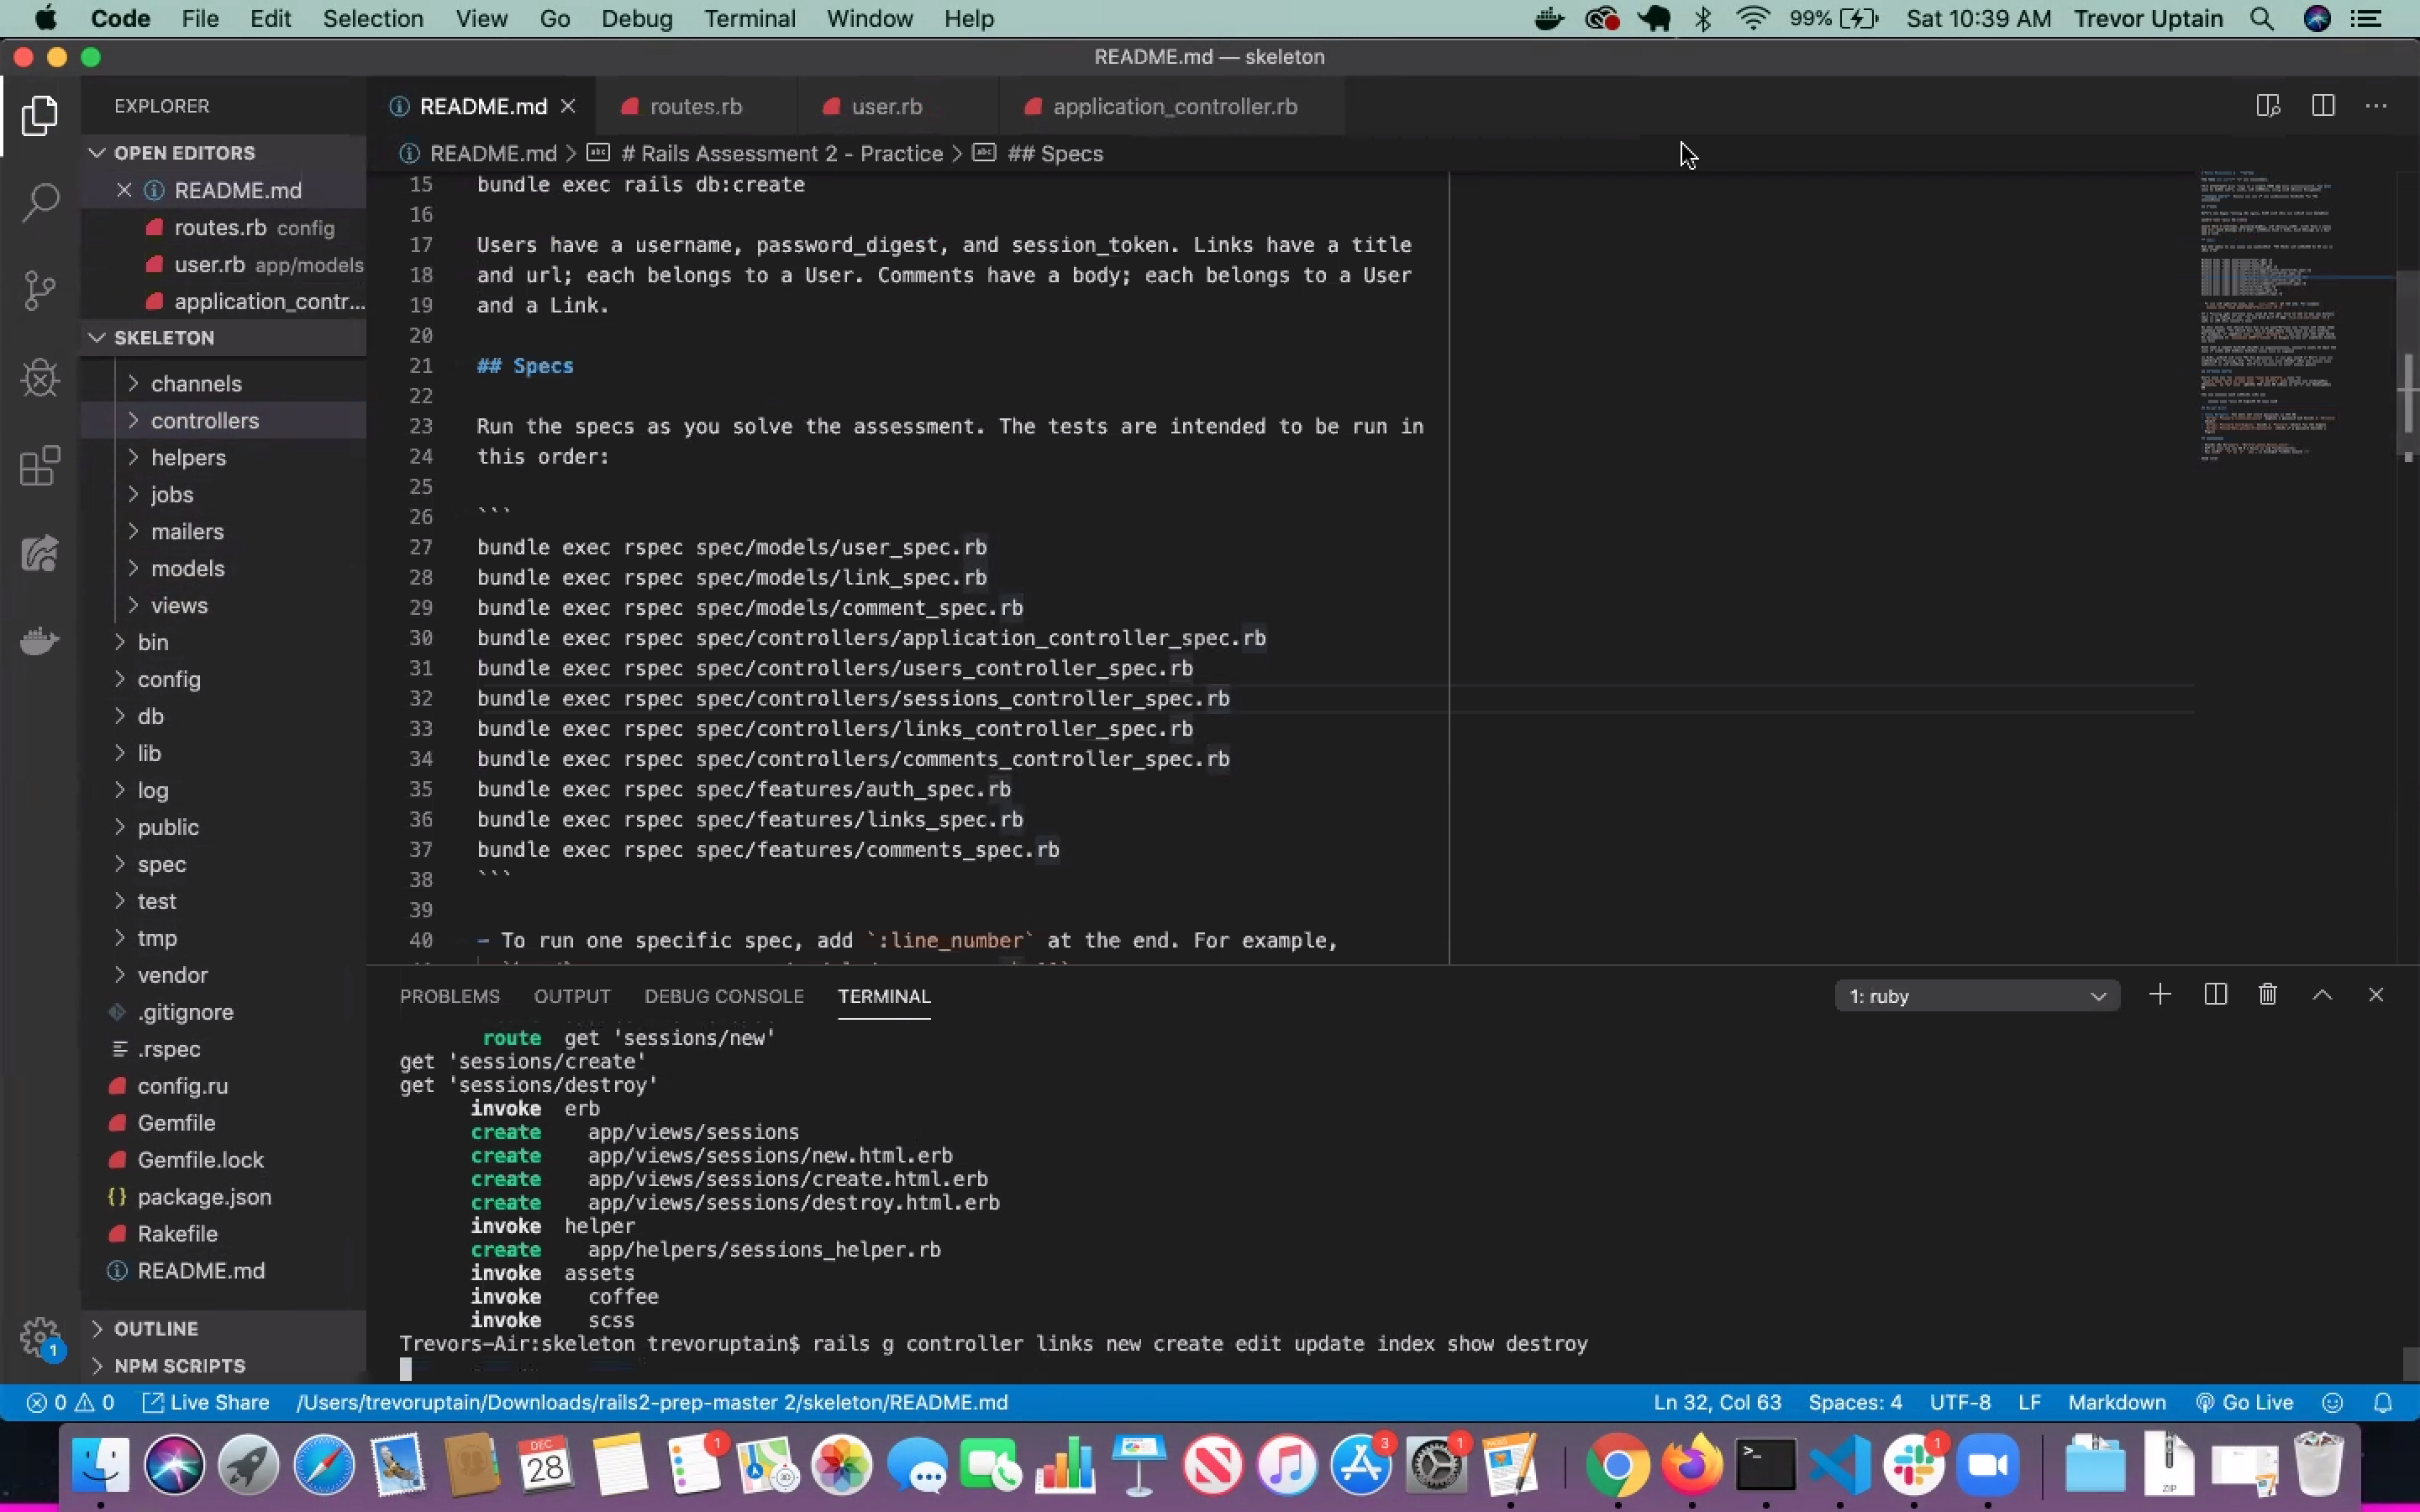 Code File Edit Selection View Go Debug Terminal Window Help 99% Sat 10:39 AM Trevor Uptain
README.md — skeleton
EXPLORER
OPEN EDITORS
README.md
routes.rb config
user.rb app/models
application_contr...
SKELETON
channels
controllers
helpers
jobs
mailers
models
views
bin
config
db
lib
log
public
spec
test
tmp
vendor
.gitignore
.rspec
config.ru
Gemfile
Gemfile.lock
package.json
Rakefile
README.md
OUTLINE
NPM SCRIPTS
1
README.md routes.rb user.rb application_controller.rb
README.md > # Rails Assessment 2 - Practice > ## Specs
15 bundle exec rails db:create
16
17 Users have a username, password_digest, and session_token. Links have a title
18 and url; each belongs to a User. Comments have a body; each belongs to a User
19 and a Link.
20
21 ## Specs
22
23 Run the specs as you solve the assessment. The tests are intended to be run in
24 this order:
25
26 ```
27 bundle exec rspec spec/models/user_spec.rb
28 bundle exec rspec spec/models/link_spec.rb
29 bundle exec rspec spec/models/comment_spec.rb
30 bundle exec rspec spec/controllers/application_controller_spec.rb
31 bundle exec rspec spec/controllers/users_controller_spec.rb
32 bundle exec rspec spec/controllers/sessions_controller_spec.rb
33 bundle exec rspec spec/controllers/links_controller_spec.rb
34 bundle exec rspec spec/controllers/comments_controller_spec.rb
35 bundle exec rspec spec/features/auth_spec.rb
36 bundle exec rspec spec/features/links_spec.rb
37 bundle exec rspec spec/features/comments_spec.rb
38 ```
39
40 - To run one specific spec, add `:line_number` at the end. For example,
PROBLEMS OUTPUT DEBUG CONSOLE TERMINAL 1: ruby
route get 'sessions/new'
get 'sessions/create'
get 'sessions/destroy'
invoke erb
create app/views/sessions
create app/views/sessions/new.html.erb
create app/views/sessions/create.html.erb
create app/views/sessions/destroy.html.erb
invoke helper
create app/helpers/sessions_helper.rb
invoke assets
invoke coffee
invoke scss
Trevors-Air:skeleton trevoruptain$ rails g controller links new create edit update index show destroy
0 0 Live Share /Users/trevoruptain/Downloads/rails2-prep-master 2/skeleton/README.md Ln 32, Col 63 Spaces: 4 UTF-8 LF Markdown Go Live
DEC
28
1
3
1
1
ZIP